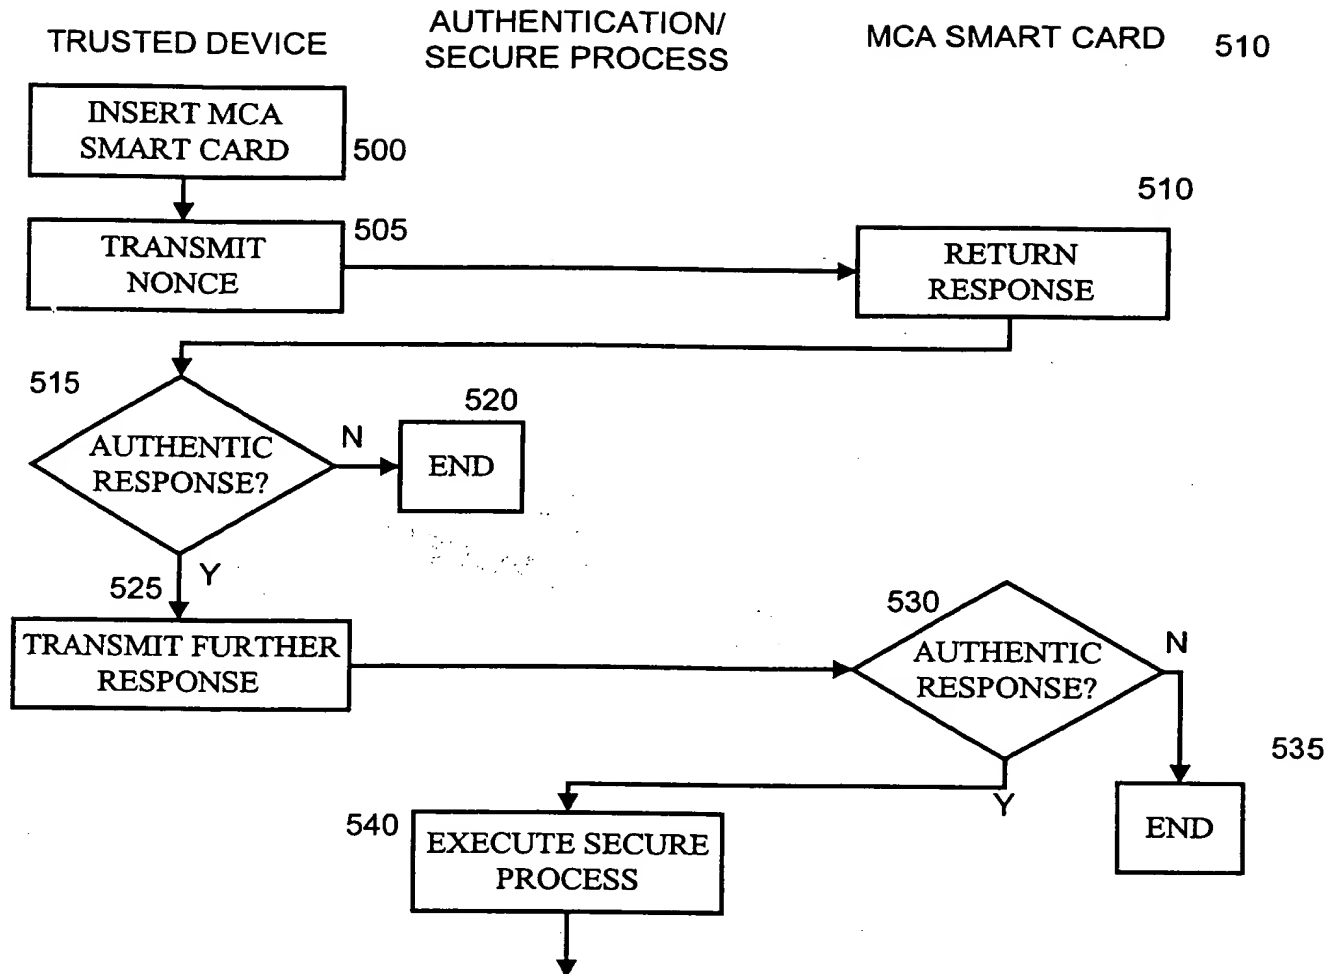 TRUSTED DEVICE
AUTHENTICATION/
SECURE PROCESS
MCA SMART CARD
510
INSERT MCA
SMART CARD
500
TRANSMIT
NONCE
505
510
RETURN
RESPONSE
515
AUTHENTIC
RESPONSE?
N
520
END
Y
525
TRANSMIT FURTHER
RESPONSE
530
AUTHENTIC
RESPONSE?
N
535
END
Y
540
EXECUTE SECURE
PROCESS